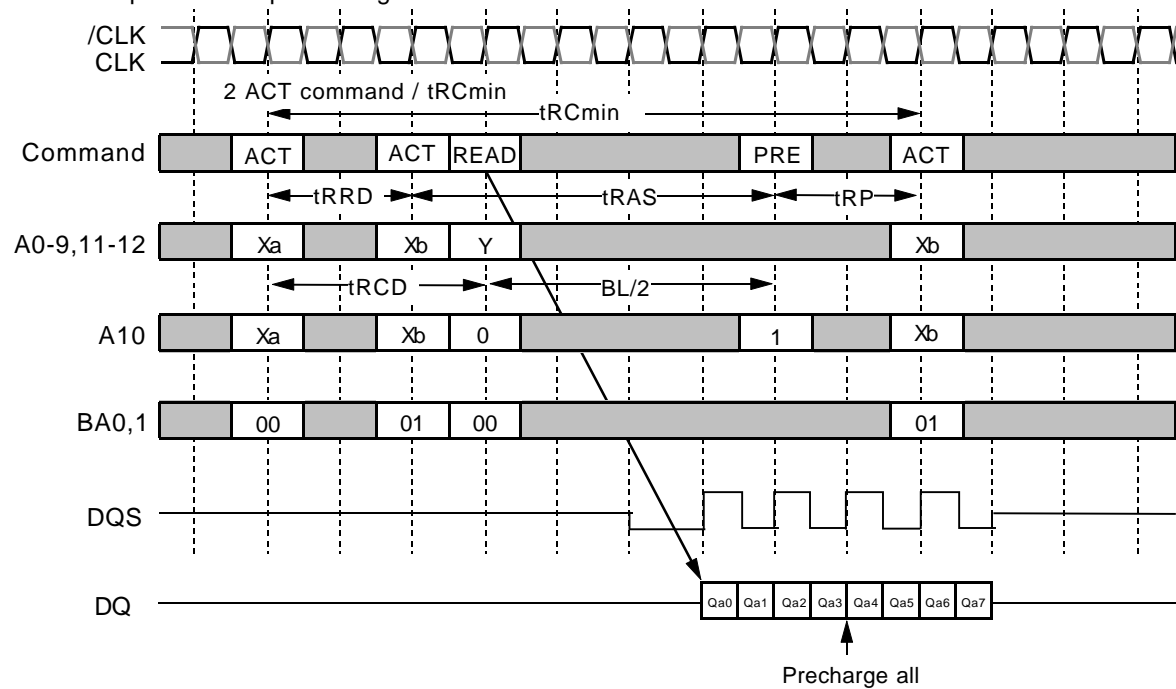 /CLK
CLK
2 ACT command / tRCmin
tRCmin
Command ACT ACT READ PRE ACT
tRRD tRAS tRP
A0-9,11-12 Xa Xb Y Xb
tRCD BL/2
A10 Xa Xb 0 1 Xb
BA0,1 00 01 00 01
DQS
DQ Qa0 Qa1 Qa2 Qa3 Qa4 Qa5 Qa6 Qa7
Precharge all